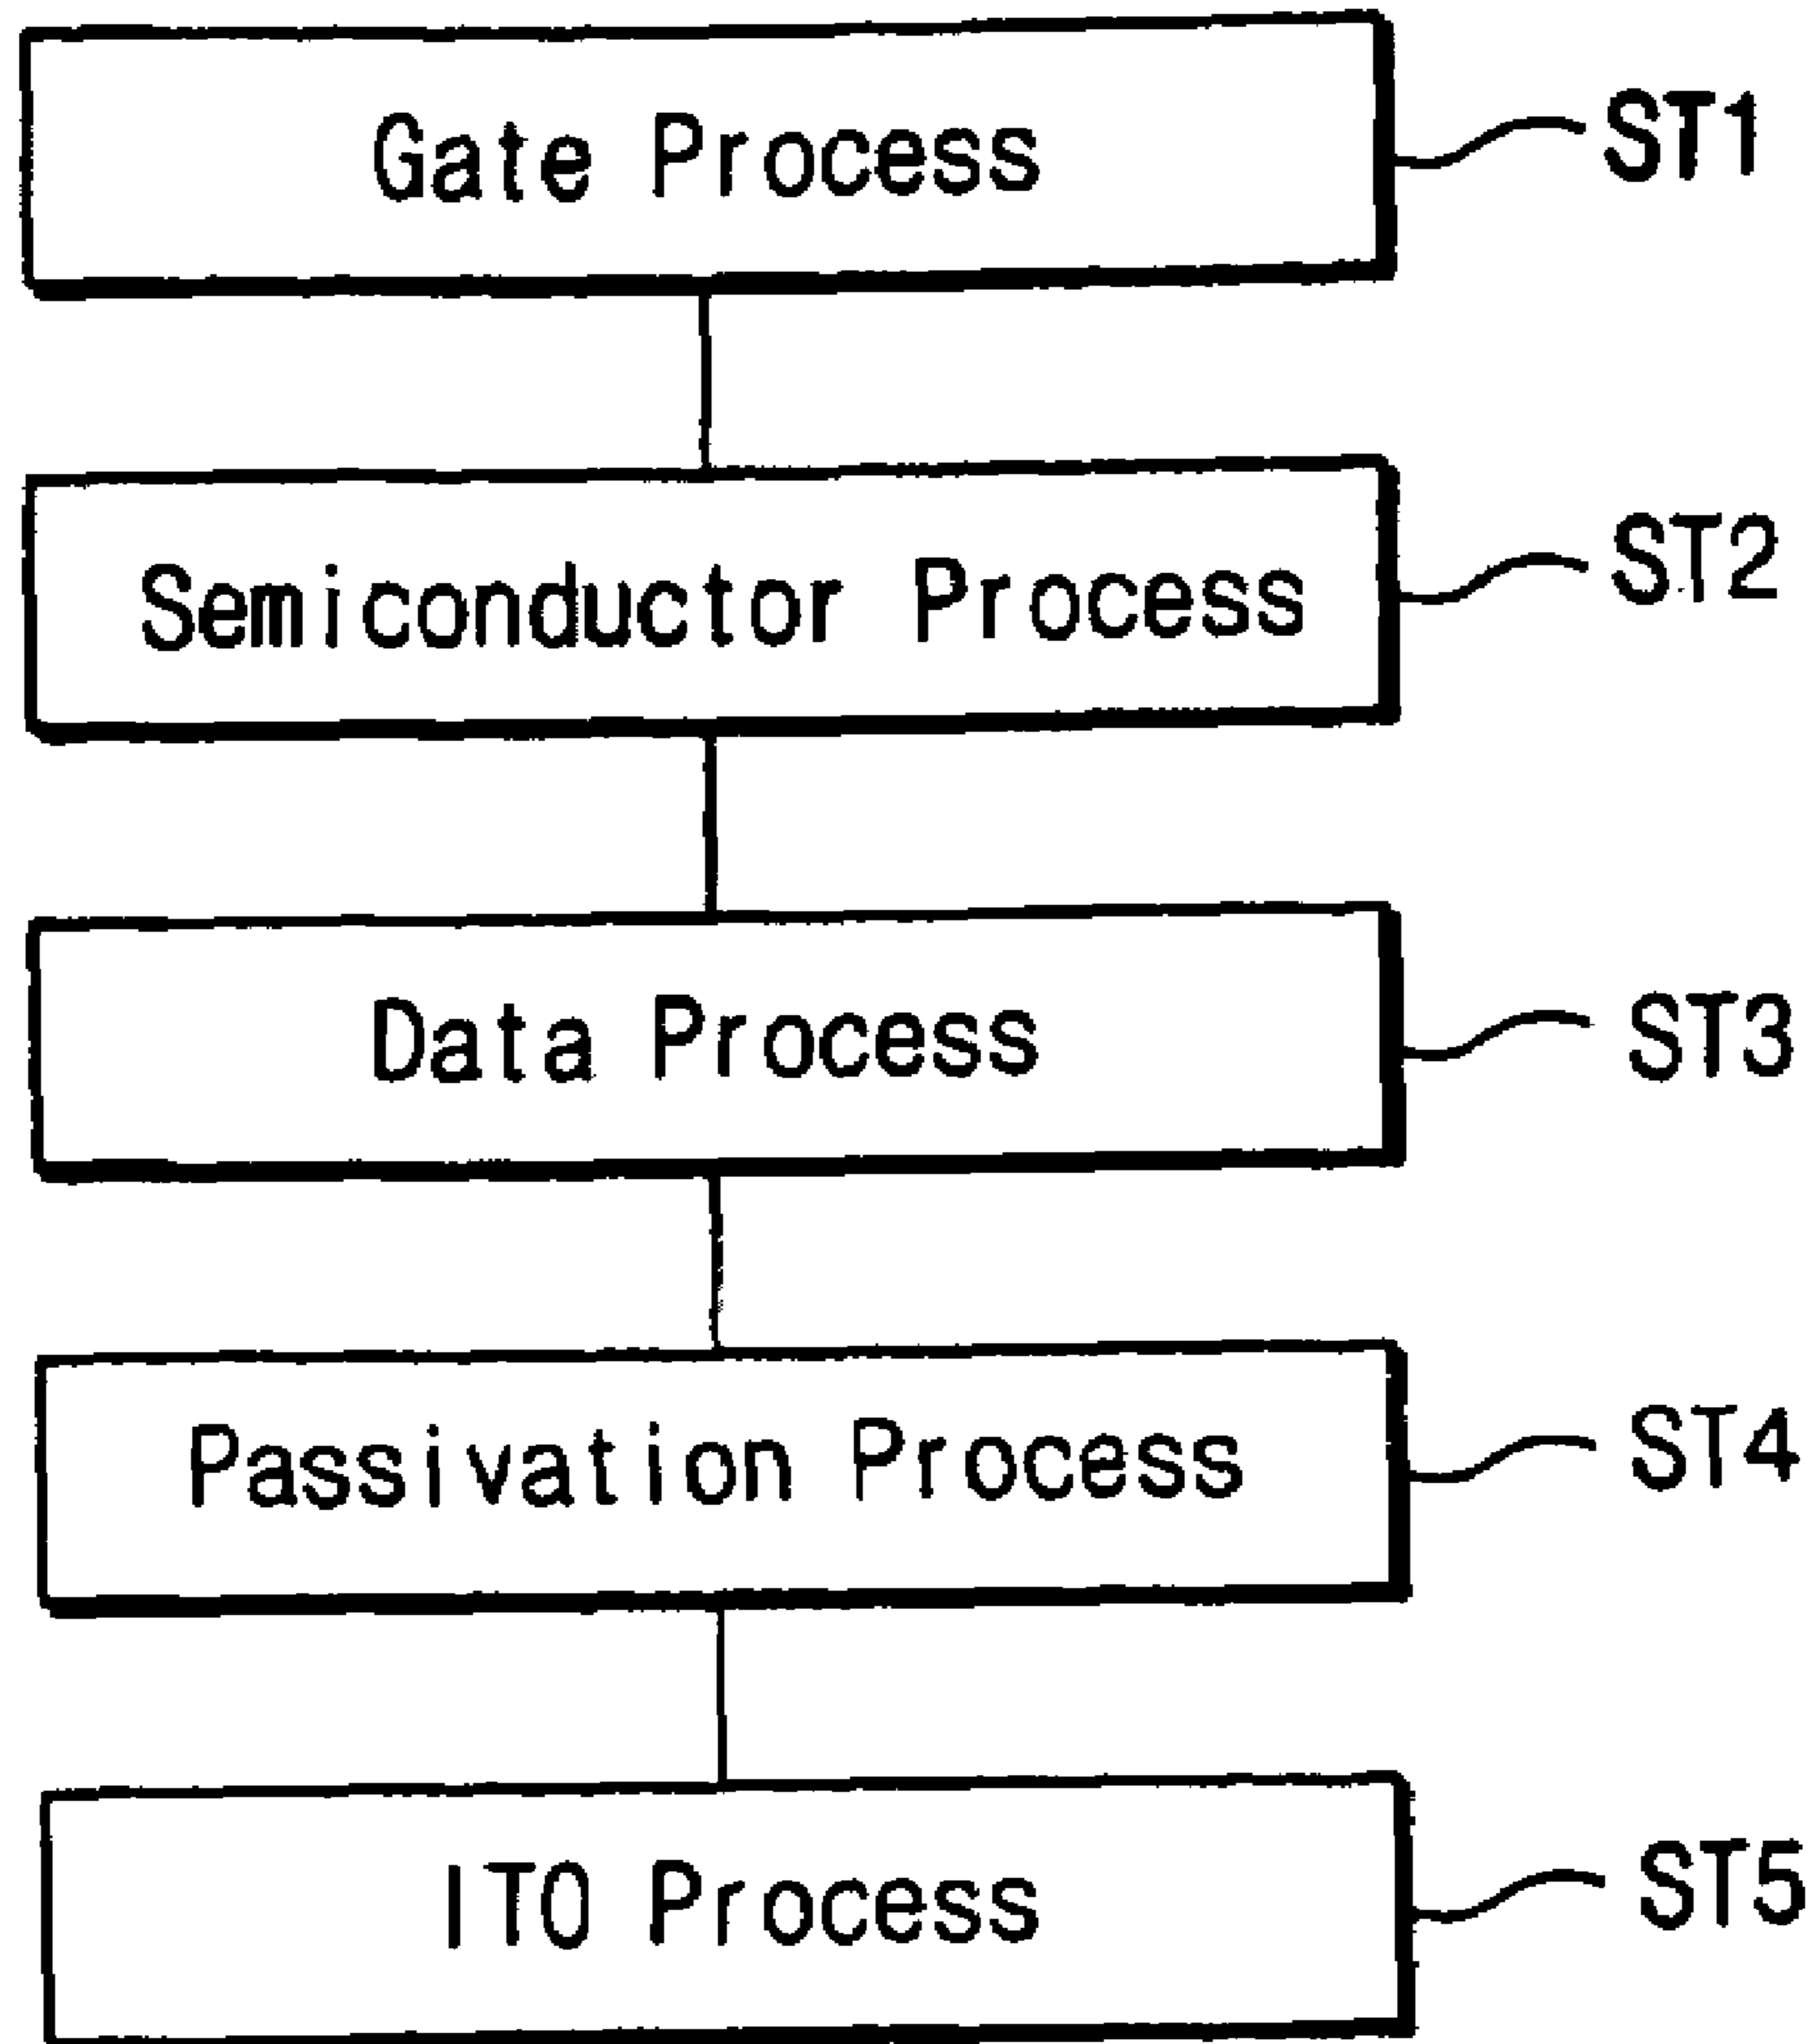 Gate Process
ST1
Semiconductor Process
ST2
Data Process
ST3
Passivation Process
ST4
ITO Process
ST5